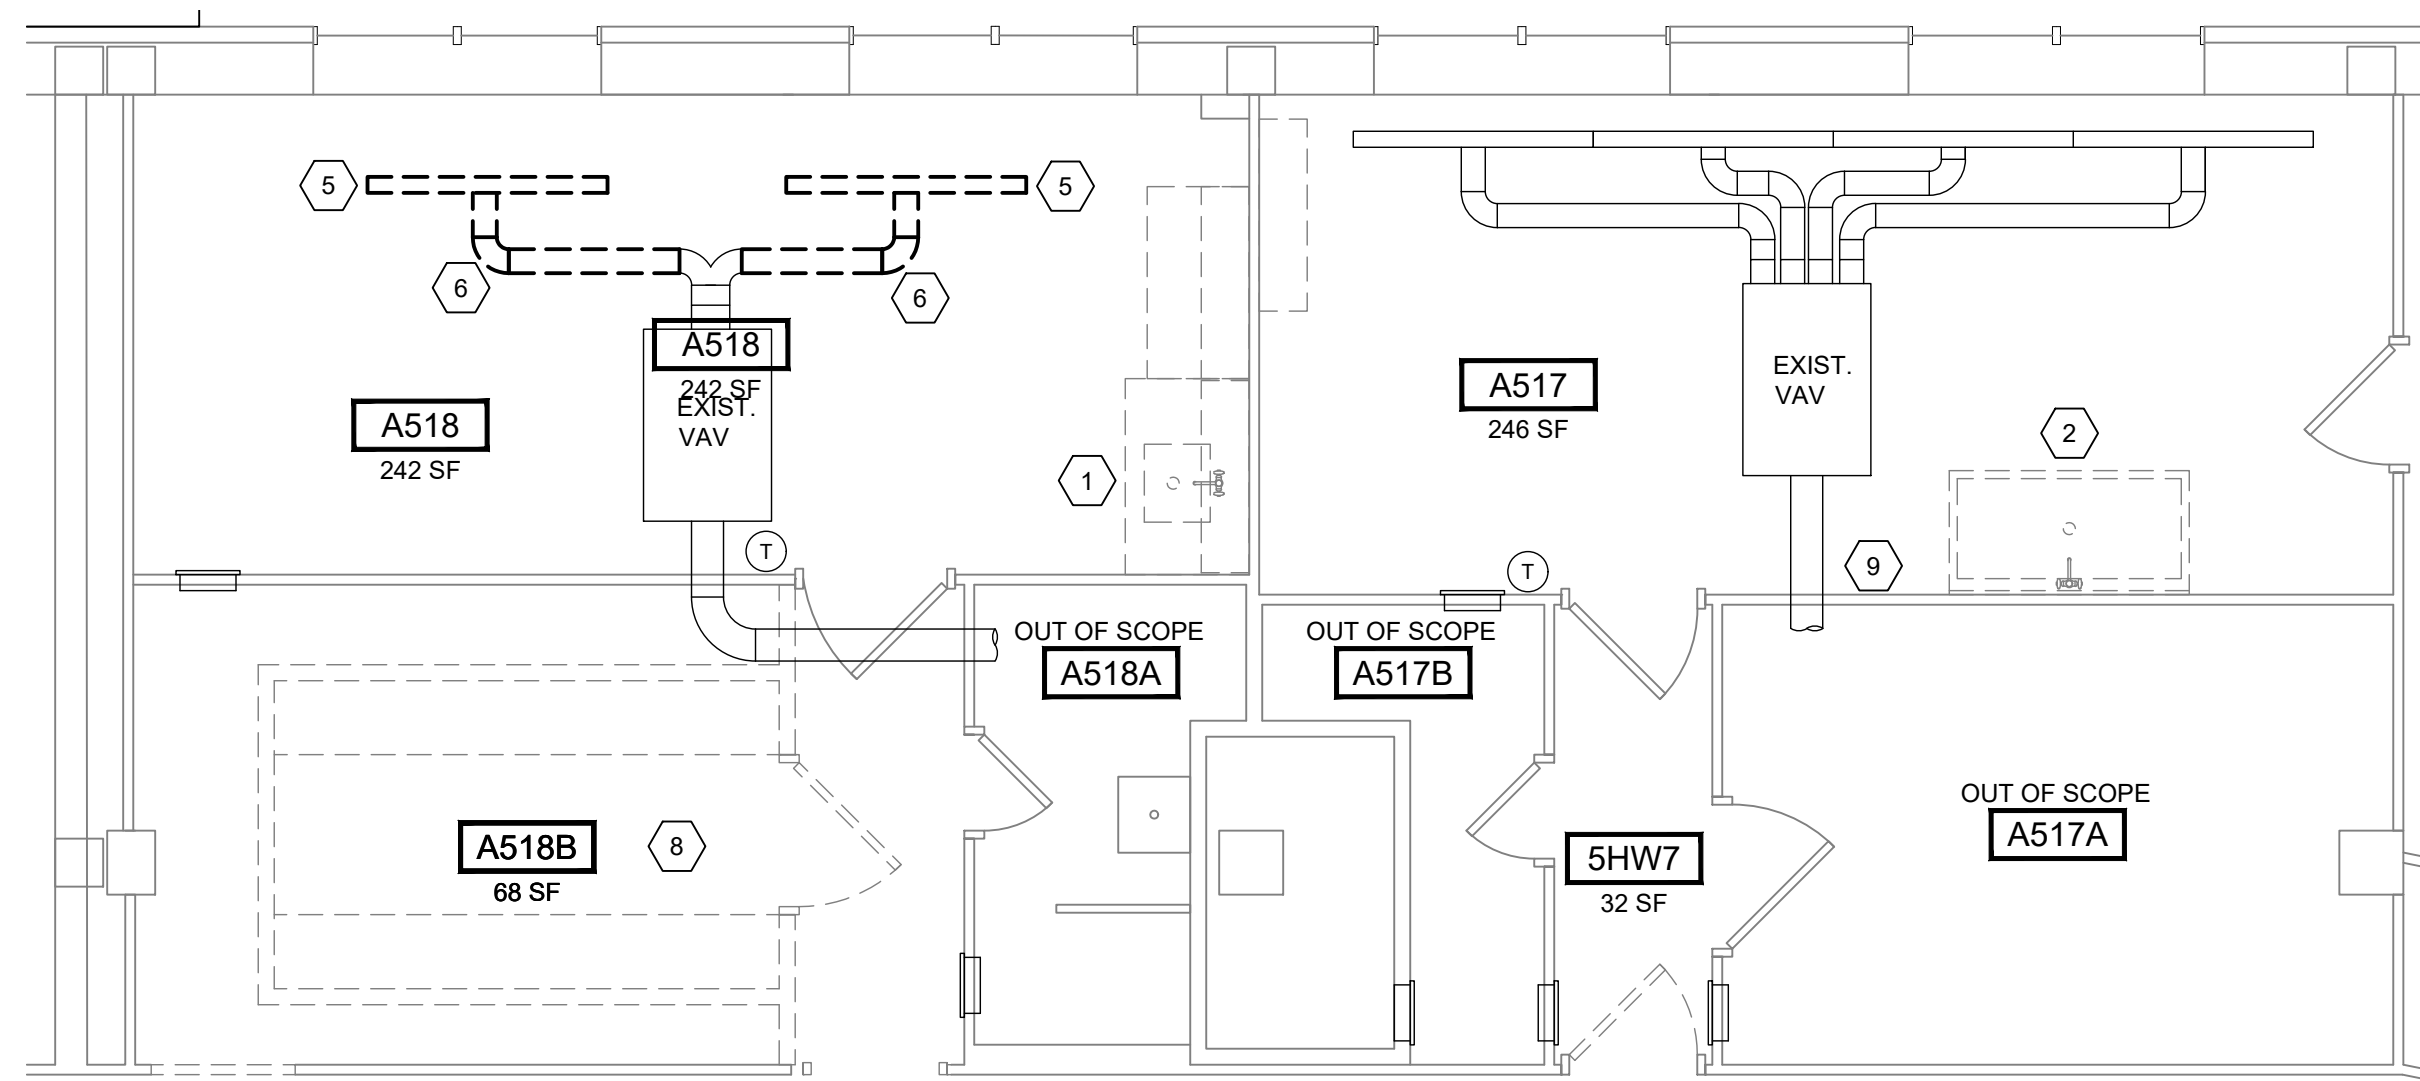 5
5
6
6
A518
242 SF
EXIST.
VAV
A518
242 SF
1
T
A517
246 SF
EXIST.
VAV
2
T
9
OUT OF SCOPE
A518A
OUT OF SCOPE
A517B
A518B
68 SF
8
5HW7
32 SF
OUT OF SCOPE
A517A